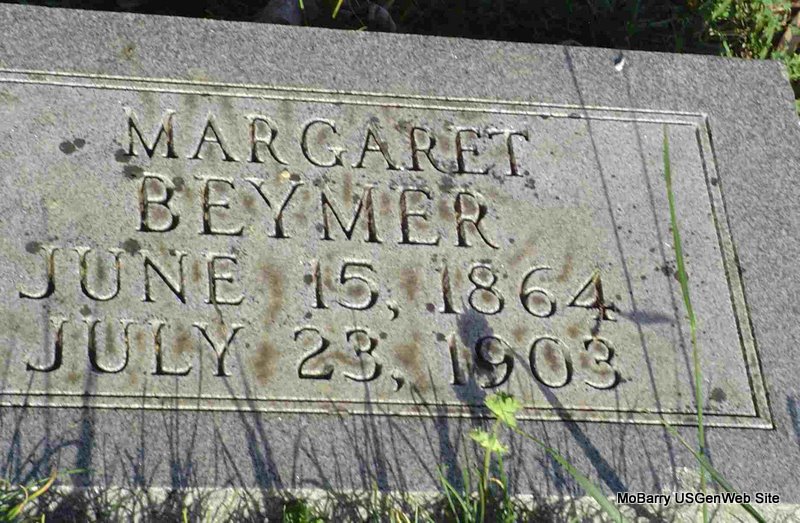 MARGARET
BEYMER
JUNE 15, 1864
JULY 23, 1903
MoBarry USGenWeb Site